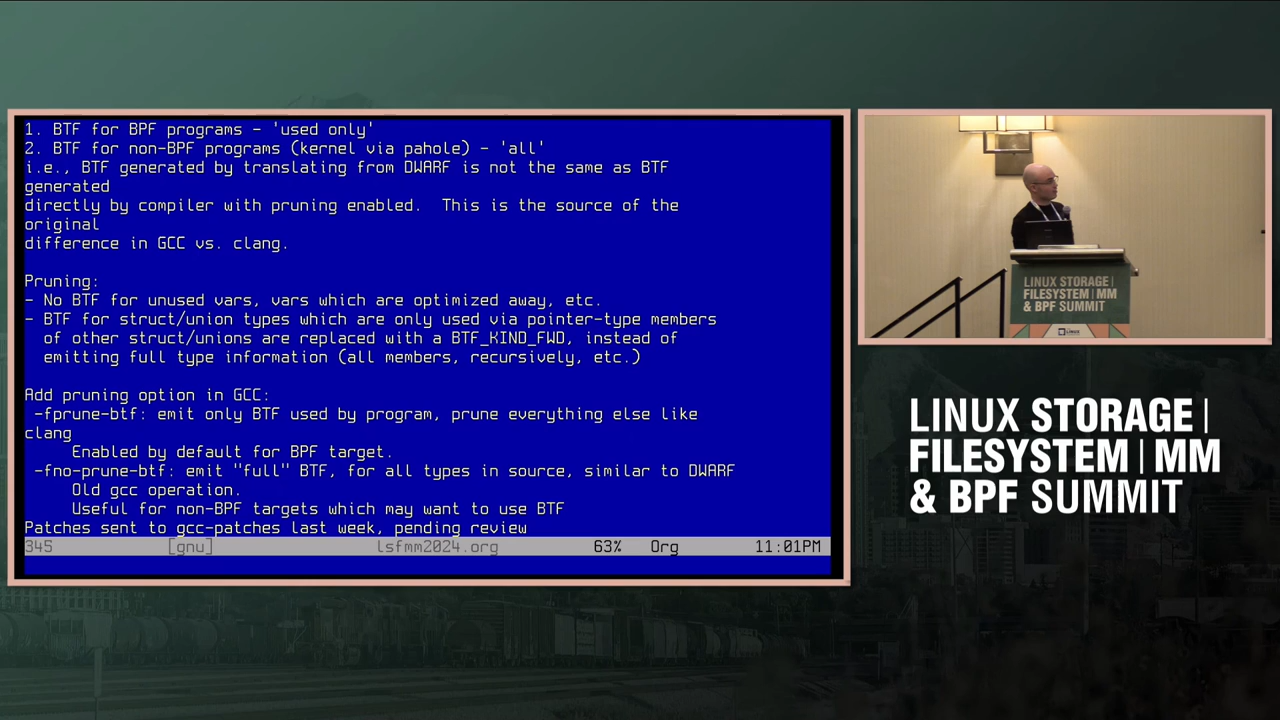 1. BTF for BPF programs - 'used only'
2. BTF for non-BPF programs (kernel via pahole) - 'all'
i.e., BTF generated by translating from DWARF is not the same as BTF
generated
directly by compiler with pruning enabled.  This is the source of the
original
difference in GCC vs. clang.
Pruning:
- No BTF for unused vars, vars which are optimized away, etc.
- BTF for struct/union types which are only used via pointer-type members
of other struct/unions are replaced with a BTF_KIND_FWD, instead of
emitting full type information (all members, recursively, etc.)
Add pruning option in GCC:
-fprune-btf: emit only BTF used by program, prune everything else like
clang
Enabled by default for BPF target.
-fno-prune-btf: emit "full" BTF, for all types in source, similar to DWARF
Old gcc operation.
Useful for non-BPF targets which may want to use BTF
Patches sent to gcc-patches last week, pending review
345 [gnu] lsfmm2024.org 63% Org 11:01PM
LINUX STORAGE|
FILESYSTEM|MM
& BPF SUMMIT
LINUX STORAGE|
FILESYSTEM|MM
& BPF SUMMIT